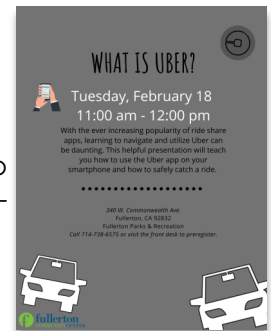 WHAT IS UBER?
Tuesday, February 18
11:00 am - 12:00 pm
With the ever increasing popularity of ride share
apps, learning to navigate and utilize Uber can
be daunting. This helpful presentation will teach
you how to use the Uber app on your
smartphone and how to safely catch a ride.
340 W. Commonwealth Ave.
Fullerton, CA 92832
Fullerton Parks & Recreation
Call 714-738-6575 or visit the front desk to preregister.
fullerton
COMMUNITY CENTER